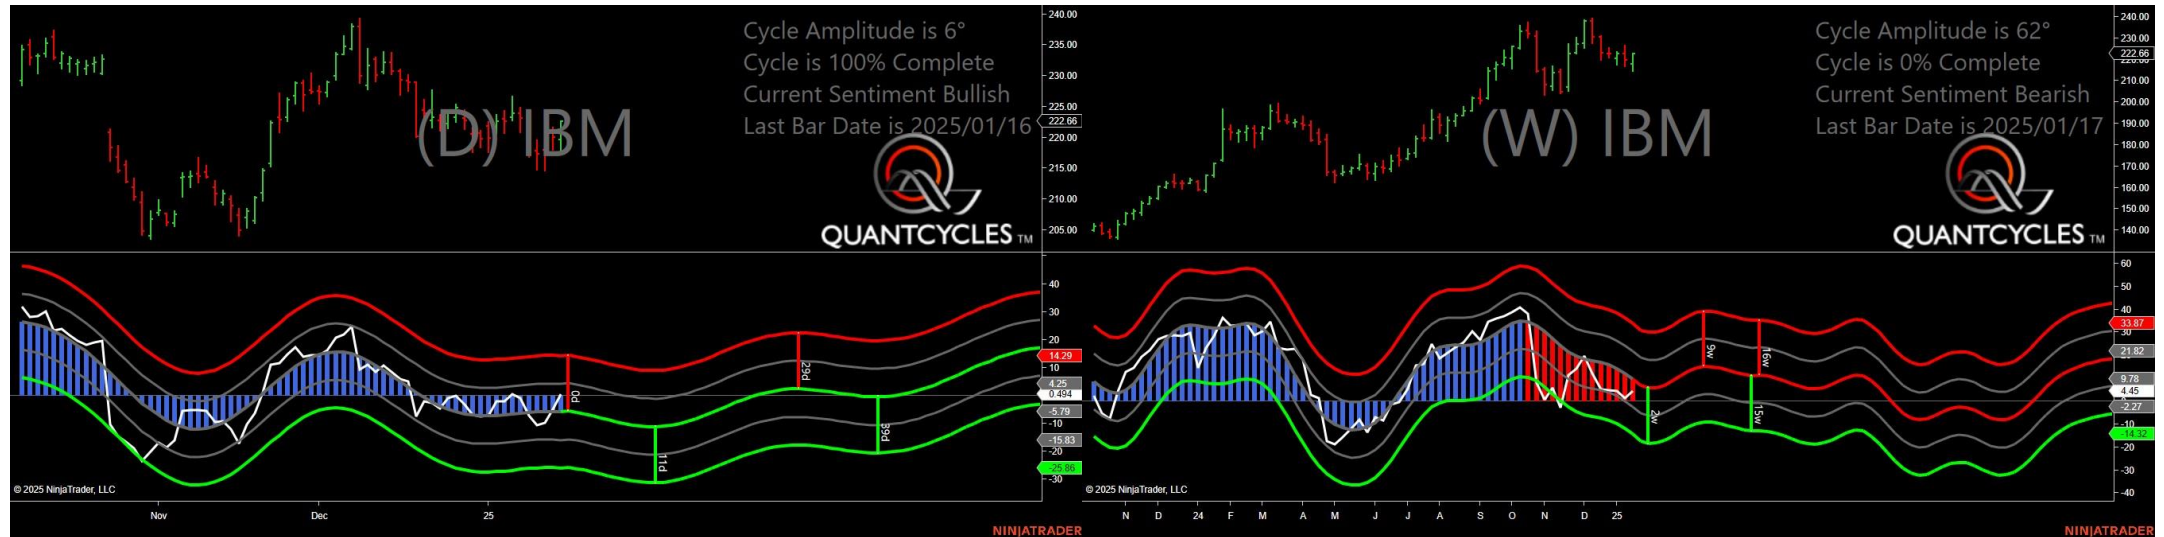 Cycle Amplitude is 6°
Cycle is 100% Complete
Current Sentiment Bullish
Last Bar Date is 2025/01/16
(D) IBM
QUANTCYCLES TM
240.00
235.00
230.00
225.00
222.66
220.00
215.00
210.00
205.00
40
30
20
14.29
10
4.25
0.494
-5.79
-10
-15.83
-20
-25.86
-30
0d
11d
29d
39d
© 2025 NinjaTrader, LLC
Nov
Dec
25
NINJATRADER
Cycle Amplitude is 62°
Cycle is 0% Complete
Current Sentiment Bearish
Last Bar Date is 2025/01/17
(W) IBM
QUANTCYCLES TM
240.00
230.00
222.66
210.00
200.00
190.00
180.00
170.00
160.00
150.00
140.00
60
50
40
33.87
30
21.82
9.78
4.45
-2.27
-10
-14.32
-20
-30
-40
2w
9w
15w
16w
© 2025 NinjaTrader, LLC
N
D
24
F
M
A
M
J
J
A
S
O
N
D
25
NINJATRADER